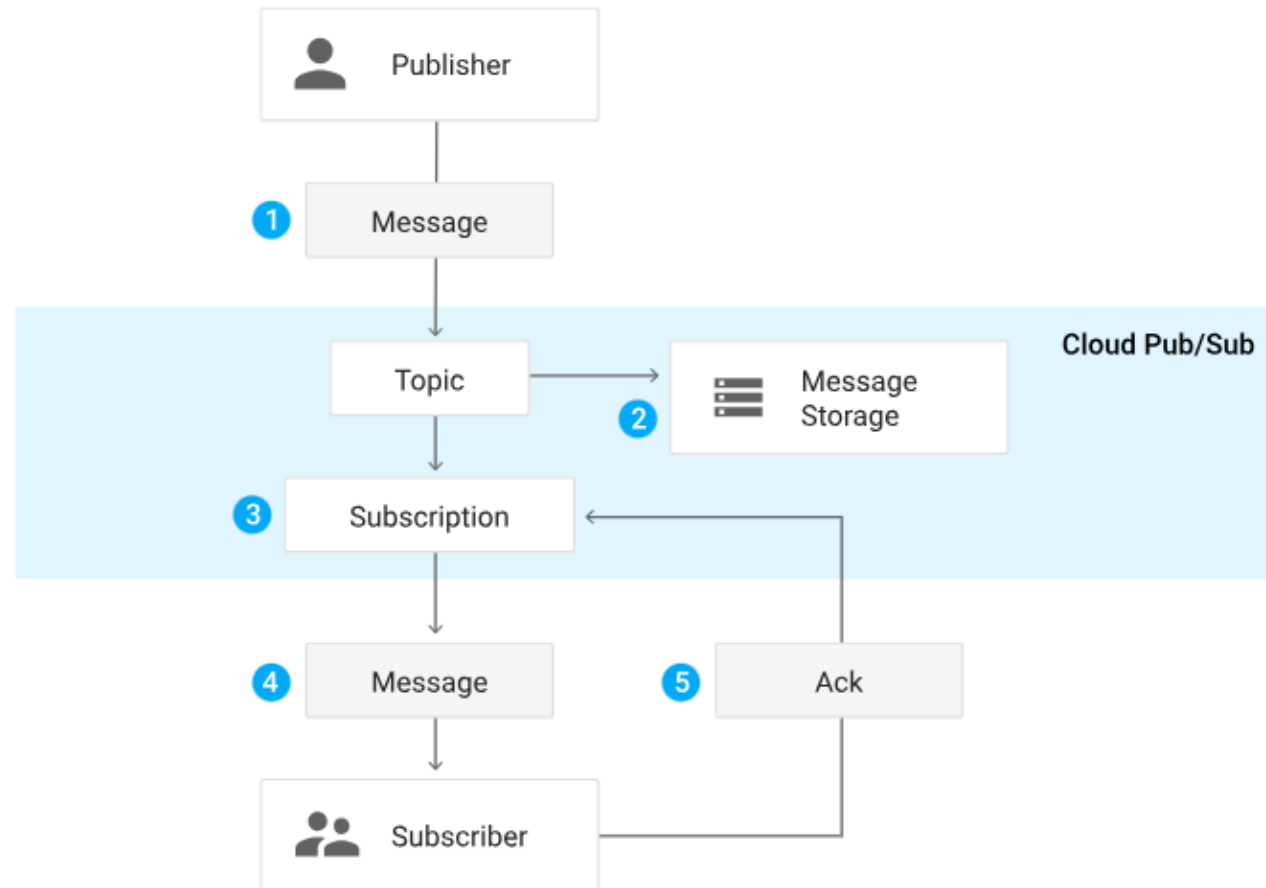 Publisher
1
Message
Cloud Pub/Sub
Topic
Message
Storage
2
3
Subscription
4
Message
5
Ack
Subscriber